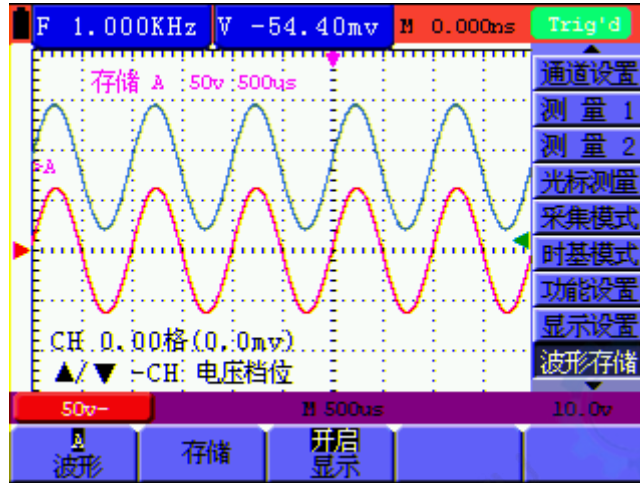 F 1.000KHz V -54.40mv M 0.000ns Trig'd
存储 A 50v 500us
A
通道设置
测量 1
测量 2
光标测量
采集模式
时基模式
功能设置
显示设置
波形存储
CH 0.00格(0.0mv)
▲/▼ -CH 电压档位
50v~ M 500us 10.0v
A 波形
存储
开启 显示